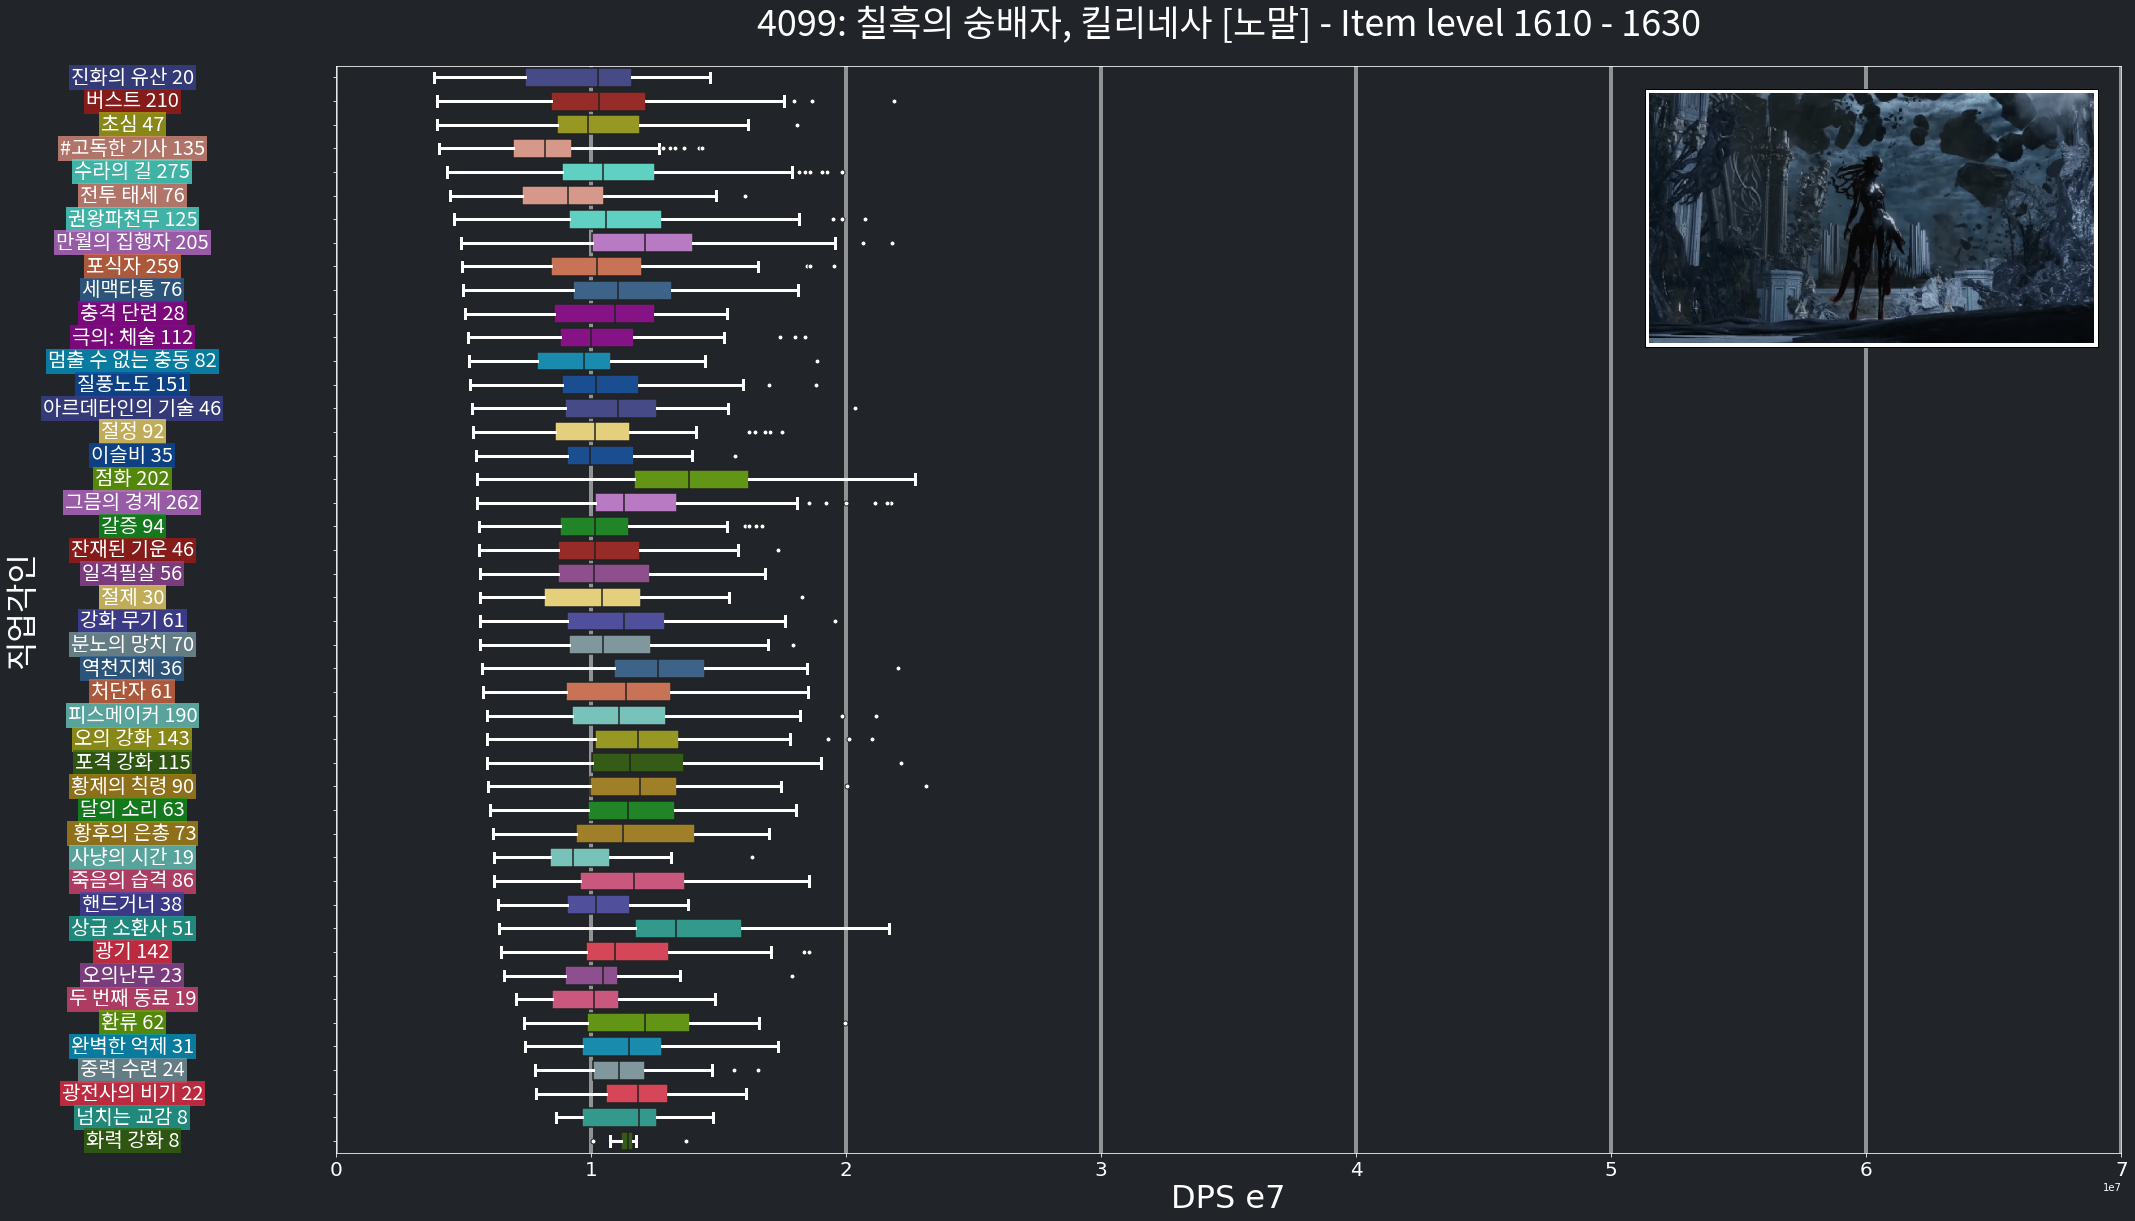 4099: 칠흑의 숭배자, 킬리네사 [노말] - Item level 1610 - 1630
진화의 유산 20
버스트 210
초심 47
#고독한 기사 135
수라의 길 275
전투 태세 76
권왕파천무 125
만월의 집행자 205
포식자 259
세맥타통 76
충격 단련 28
극의: 체술 112
멈출 수 없는 충동 82
질풍노도 151
아르데타인의 기술 46
절정 92
이슬비 35
점화 202
그믐의 경계 262
갈증 94
잔재된 기운 46
일격필살 56
절제 30
강화 무기 61
분노의 망치 70
역천지체 36
처단자 61
피스메이커 190
오의 강화 143
포격 강화 115
황제의 칙령 90
달의 소리 63
황후의 은총 73
사냥의 시간 19
죽음의 습격 86
핸드거너 38
상급 소환사 51
광기 142
오의난무 23
두 번째 동료 19
환류 62
완벽한 억제 31
중력 수련 24
광전사의 비기 22
넘치는 교감 8
화력 강화 8
직업각인
0 1 2 3 4 5 6 7
1e7
DPS e7